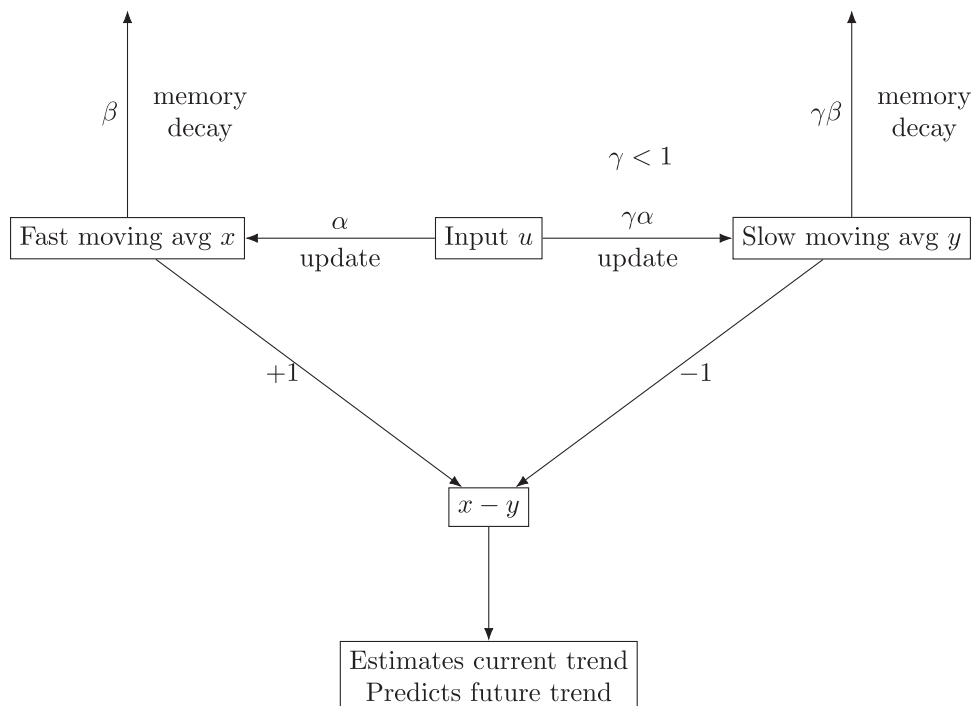 β
memory
decay
γβ
memory
decay
γ < 1
Fast moving avg x
α
update
Input u
γα
update
Slow moving avg y
+1
−1
x − y
Estimates current trend
Predicts future trend